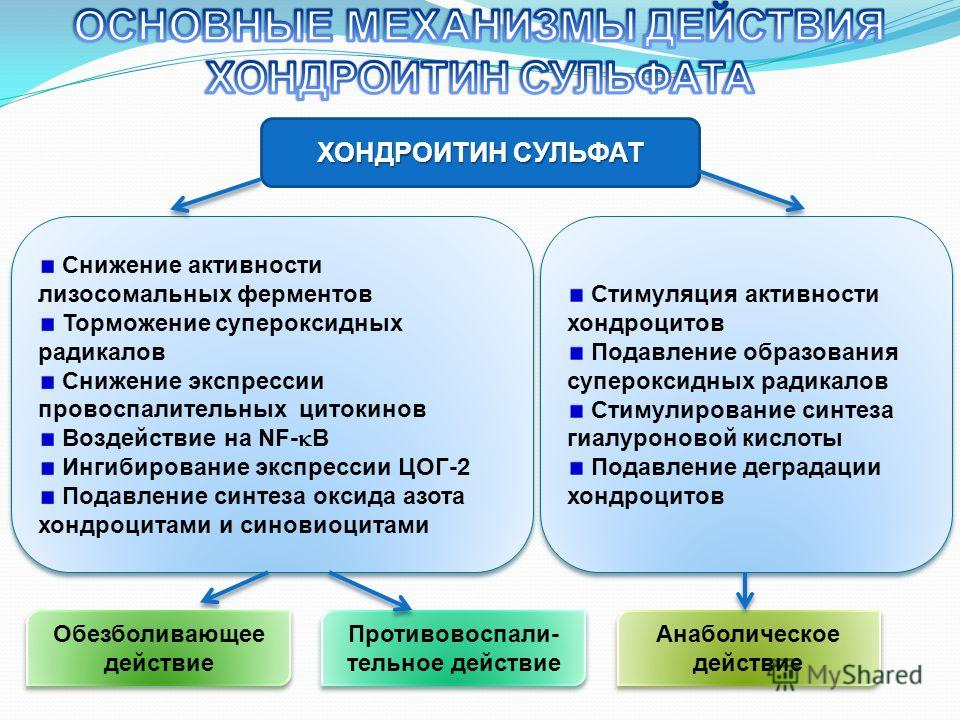 ОСНОВНЫЕ МЕХАНИЗМЫ ДЕЙСТВИЯ
ХОНДРОИТИН СУЛЬФАТА
ХОНДРОИТИН СУЛЬФАТ
Снижение активности
лизосомальных ферментов
Торможение супероксидных
радикалов
Снижение экспрессии
провоспалительных цитокинов
Воздействие на NF-κB
Ингибирование экспрессии ЦОГ-2
Подавление синтеза оксида азота
хондроцитами и синовиоцитами
Стимуляция активности
хондроцитов
Подавление образования
супероксидных радикалов
Стимулирование синтеза
гиалуроновой кислоты
Подавление деградации
хондроцитов
Обезболивающее
действие
Противовоспали-
тельное действие
Анаболическое
действие
MyShared